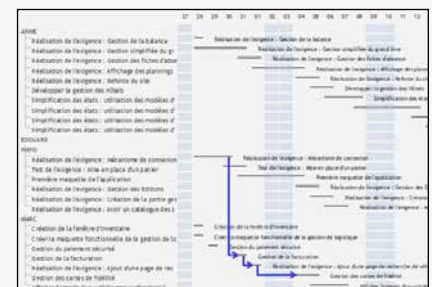 27 28 29 30 31 01 02 03 04 05 06 07 08 09 10 11 12
ANNE
Réalisation de l'exigence : Gestion de la balance
Réalisation de l'exigence : Gestion de la balance
Réalisation de l'exigence : Gestion simplifiée du gr
Réalisation de l'exigence : Gestion simplifiée du grand livre
Réalisation de l'exigence : Gestion des fiches d'abse
Réalisation de l'exigence : Gestion des fiches d'absence
Réalisation de l'exigence : Affichage des plannings
Réalisation de l'exigence : Affichage des plann
Réalisation de l'exigence : Refonte du site
Réalisation de l'exigence : Refonte du si
Développer la gestion des hôtels
Développer la gestion des hôtels
Simplification des états : utilisation des modèles d'
Simplification des éta
Simplification des états : utilisation des modèles d'
Simplification des états : utilisation des modèles d'
Simplification des états : utilisation des modèles d'
EDOUARD
Réalisation de l'exigence : mécanisme de connexion
Réalisation de l'exigence : Mécanisme de connexion
Test de l'exigence : Mise en place d'un panier
Test de l'exigence : Mise en place d'un panier
Première maquette de l'application
Première maquette de l'application
Réalisation de l'exigence : Gestion des éditions
Réalisation de l'exigence : Gestion des
Réalisation de l'exigence : Création de la partie ges
Réalisation de l'exigence : Création
Réalisation de l'exigence : Avoir un catalogue des
Réalisation de l'exigence :
MARC
Création de la fenêtre d'inventaire
Création de la fenêtre d'inventaire
Créer la maquette fonctionnelle de la gestion de lo
Créer la maquette fonctionnelle de la gestion de logistique
Gestion du paiement sécurisé
Gestion du paiement sécurisé
Gestion de la facturation
Gestion de la facturation
Réalisation de l'exigence : Ajout d'une page de rec
Réalisation de l'exigence : Ajout d'une page de recherche de
Gestion des cartes de fidélité
Gestion des cartes de fidélité